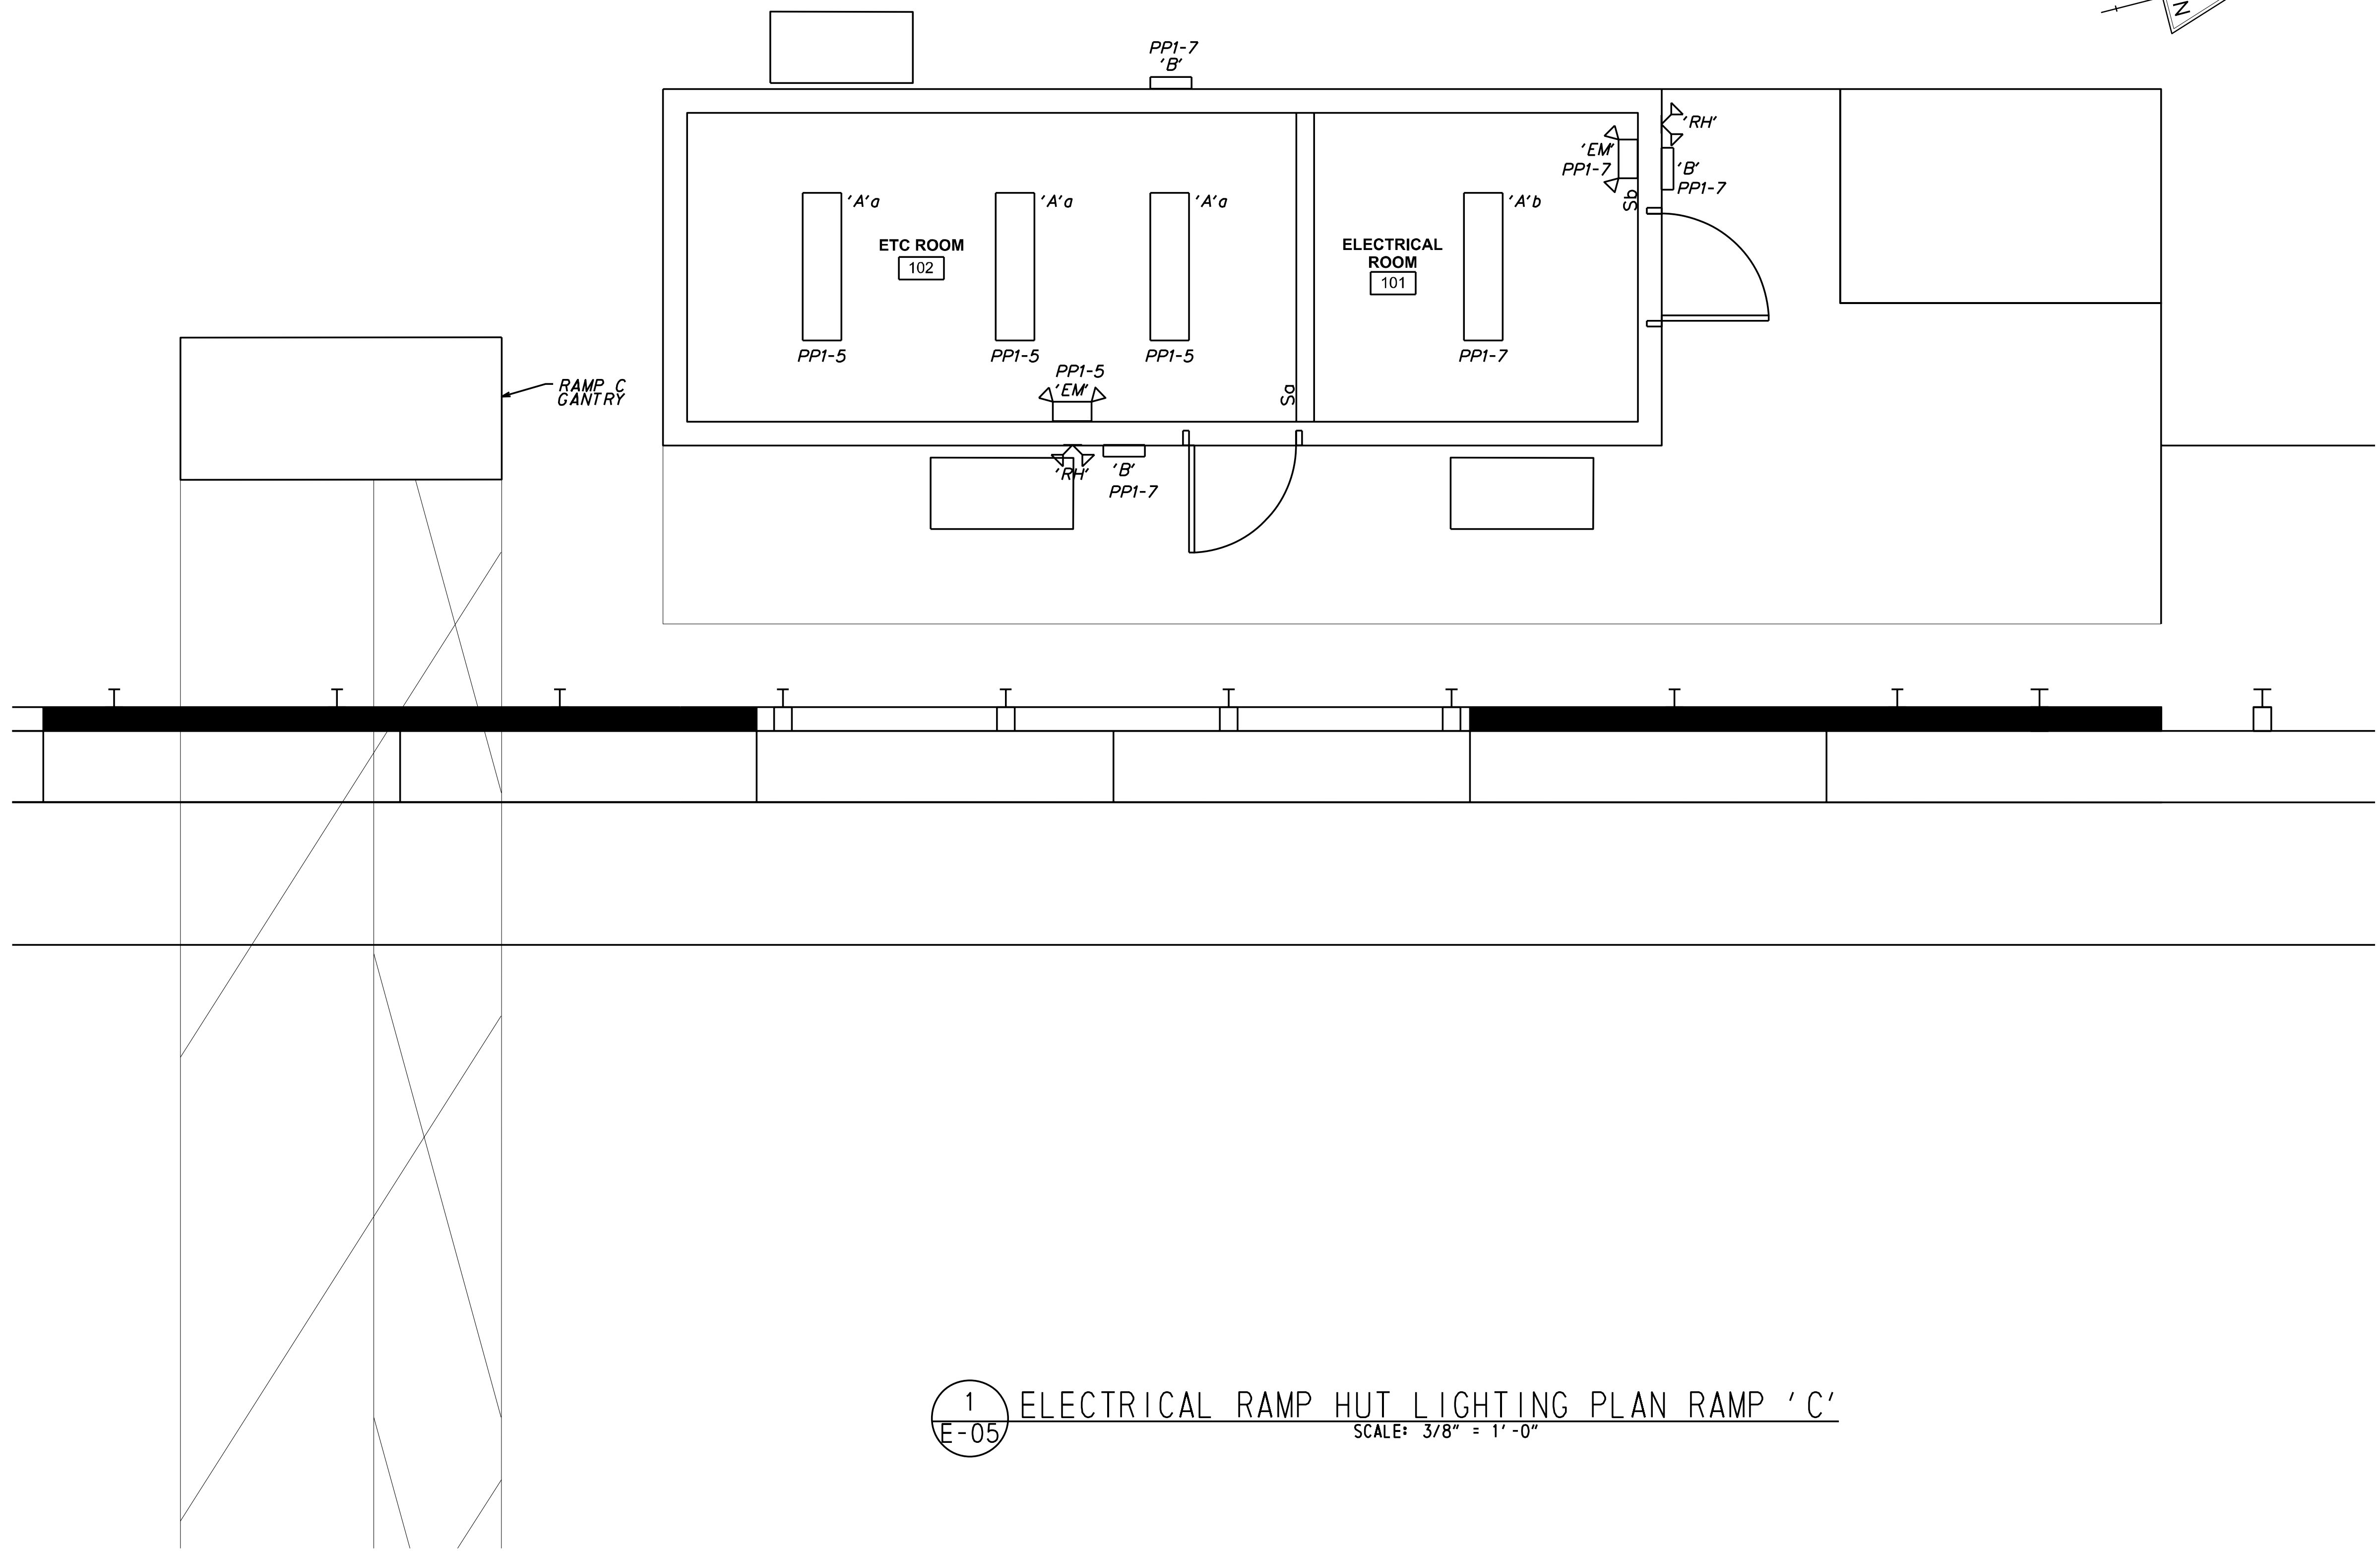 N
PP1-7
'B'
'RH'
'EM'
PP1-7
'B'
PP1-7
Sb
'A'a
'A'a
'A'a
'A'b
ETC ROOM
102
ELECTRICAL
ROOM
101
PP1-5
PP1-5
PP1-5
PP1-7
PP1-5
'EM'
Sa
RAMP C
GANTRY
'RH'
'B'
PP1-7
1
E-05
ELECTRICAL RAMP HUT LIGHTING PLAN RAMP 'C'
SCALE: 3/8" = 1'-0"